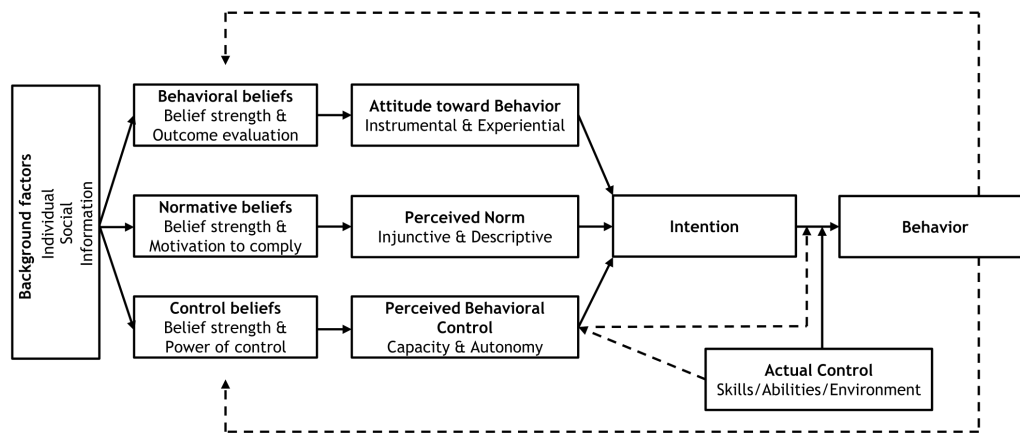 Background factors
Individual
Social
Information
Behavioral beliefs
Belief strength &
Outcome evaluation
Attitude toward Behavior
Instrumental & Experiential
Normative beliefs
Belief strength &
Motivation to comply
Perceived Norm
Injunctive & Descriptive
Intention
Behavior
Control beliefs
Belief strength &
Power of control
Perceived Behavioral
Control
Capacity & Autonomy
Actual Control
Skills/Abilities/Environment